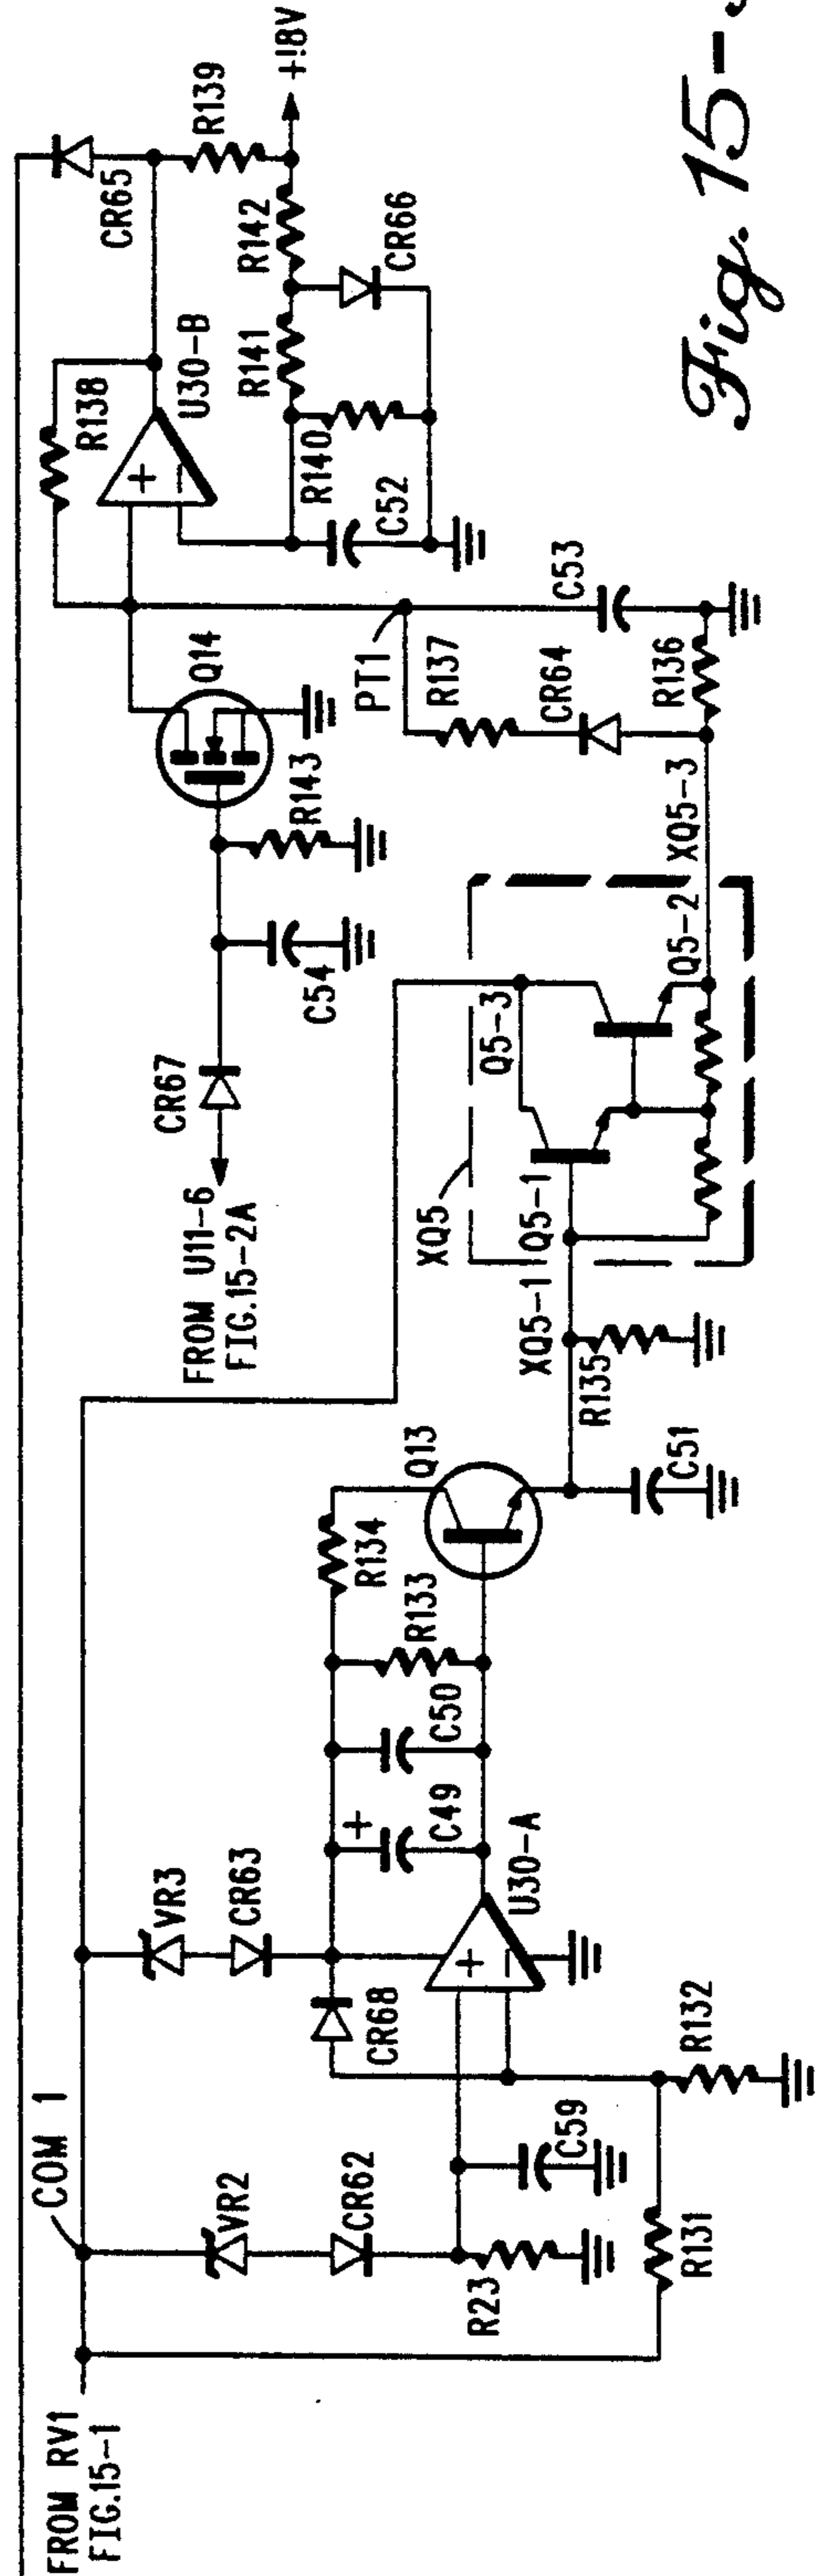 FROM RV1
FIG.15-1
COM 1
VR2
CR62
R23
C59
R131
R132
VR3
CR63
CR68
+
−
U30-A
+
C49
C50
R133
R134
Q13
C51
R135
XQ5-1
Q5-1
XQ5
Q5-3
Q5-2
XQ5-3
FROM U11-6
FIG.15-2A
CR67
C54
R143
Q14
PT1
R137
CR64
R136
C53
R138
+
−
U30-B
C52
R140
R141
R142
CR66
CR65
R139
+!8V
Fig. 15-